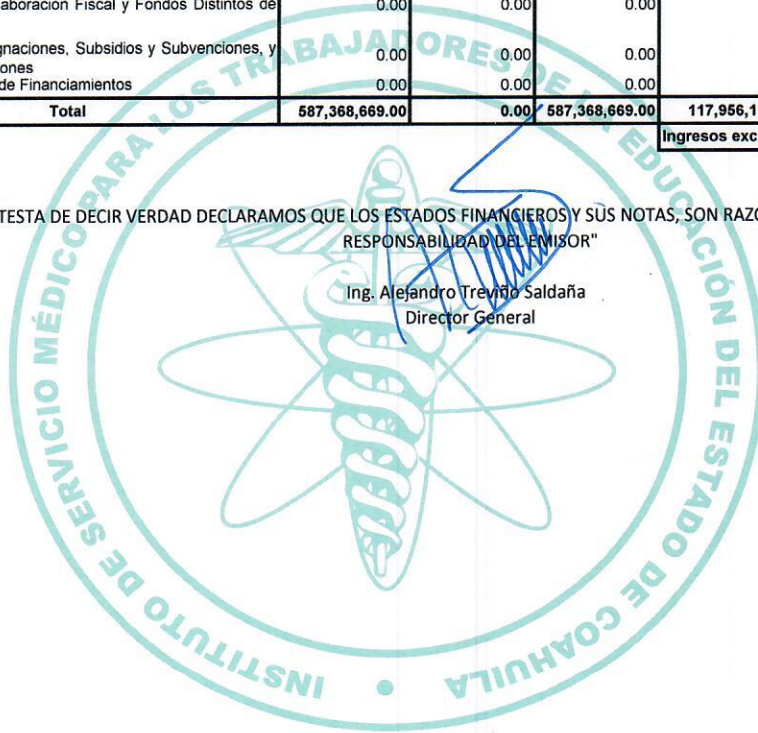 Fiscal y Fondos Distintos de 0.00 0.00 0.00
Subsidios y Subvenciones, y 0.00 0.00 0.00
de Financiamientos 0.00 0.00 0.00
Total 587,368,669.00 0.00 587,368,669.00 117,956,1
Ingresos exc
TESTA DE DECIR VERDAD DECLARAMOS QUE LOS ESTADOS FINANCIEROS Y SUS NOTAS, SON RAZO
RESPONSABILIDAD DEL EMISOR"
Ing. Alejandro Treviño Saldaña
Director General
INSTITUTO DE SERVICIO MÉDICO PARA LOS TRABAJADORES DE LA EDUCACIÓN DEL ESTADO DE COAHUILA